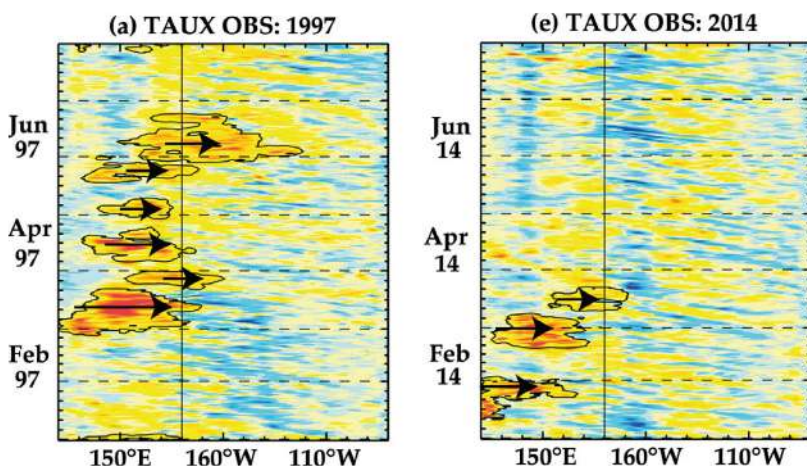 (a) TAUX OBS: 1997
Jun
97
Apr
97
Feb
97
150°E 160°W 110°W
(e) TAUX OBS: 2014
Jun
14
Apr
14
Feb
14
150°E 160°W 110°W